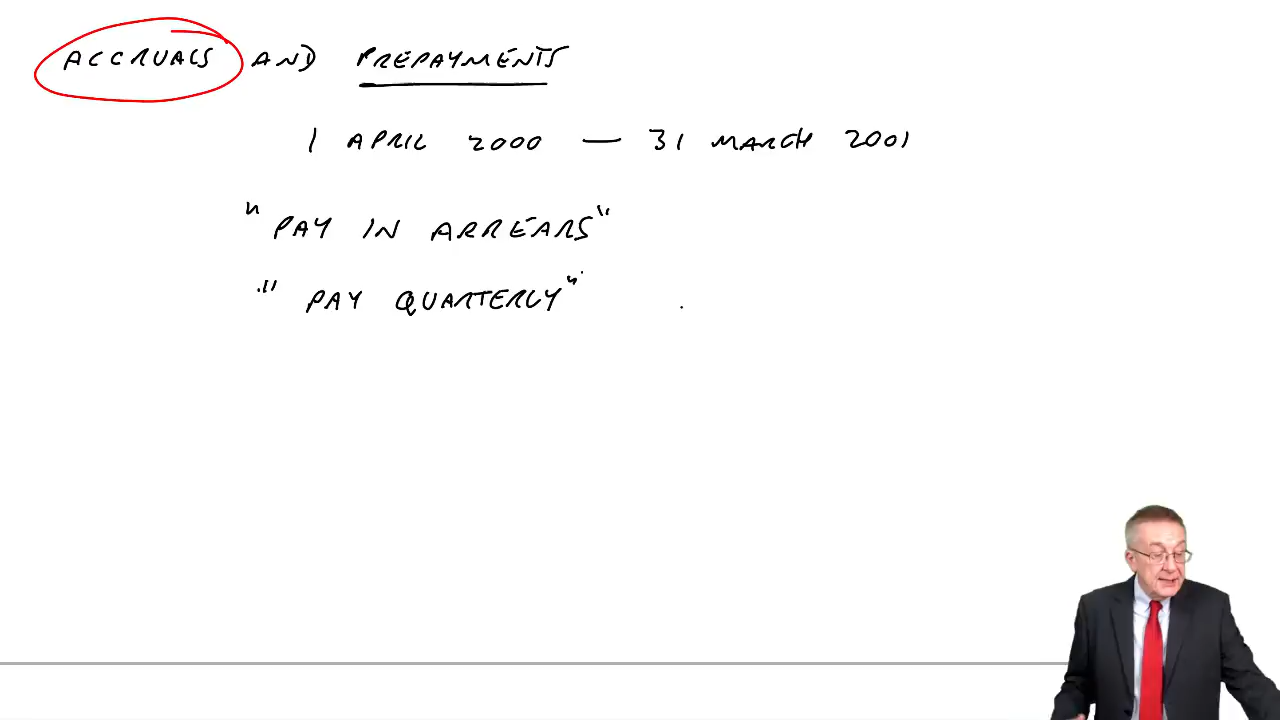 ACCRUALS AND PREPAYMENTS
1 APRIL 2000 — 31 MARCH 2001
"PAY IN ARREARS"
"PAY QUARTERLY"